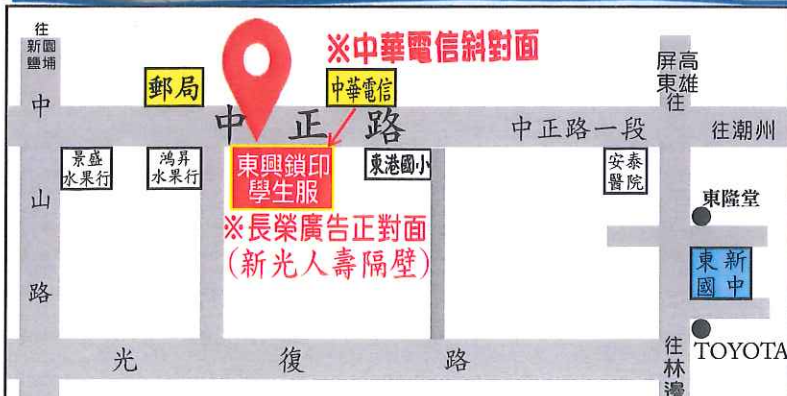 往
新園
鹽埔
※中華電信斜對面
屏高
東雄
往
郵局
中華電信
中山路
中正路
中正路一段
往潮州
景盛
水果行
鴻昇
水果行
東興鎖印
學生服
東港國小
安泰
醫院
東隆堂
※長榮廣告正對面
(新光人壽隔壁)
東新
國中
光復路
往林邊
TOYOTA